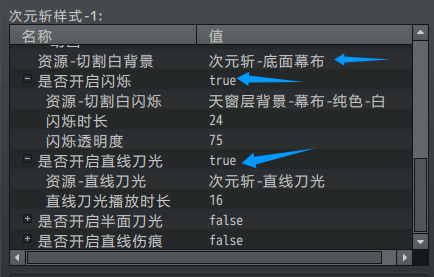 次元斩样式-1:
名称 值
资源-切割白背景 次元斩-底面幕布
是否开启闪烁 true
资源-切割白闪烁 天窗层背景-幕布-纯色-白
闪烁时长 24
闪烁透明度 75
是否开启直线刀光 true
资源-直线刀光 次元斩-直线刀光
直线刀光播放时长 16
是否开启半面刀光 false
是否开启直线伤痕 false